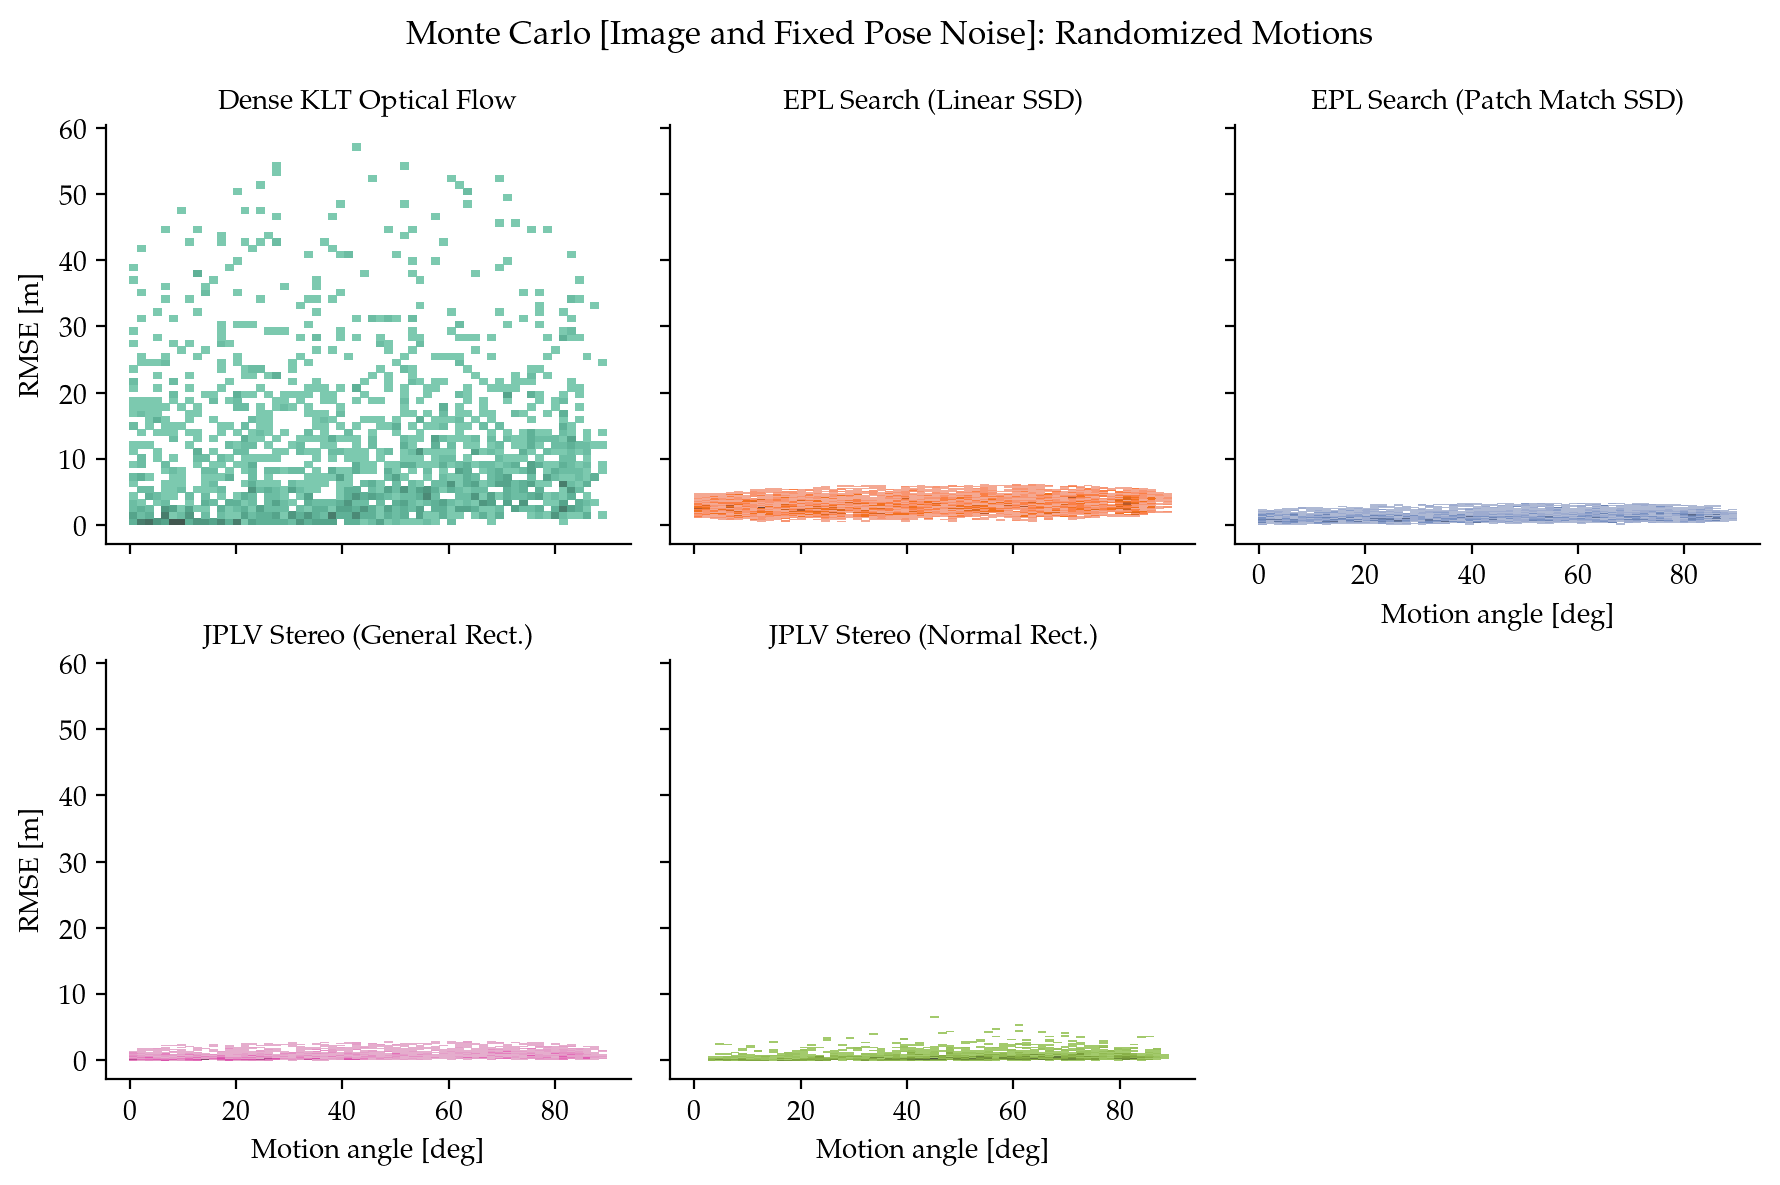 Monte Carlo [Image and Fixed Pose Noise]: Randomized Motions
Dense KLT Optical Flow
EPL Search (Linear SSD)
EPL Search (Patch Match SSD)
60
50
40
30
20
10
0
RMSE [m]
0 20 40 60 80
Motion angle [deg]
JPLV Stereo (General Rect.)
JPLV Stereo (Normal Rect.)
60
50
40
30
20
10
0
RMSE [m]
0 20 40 60 80
Motion angle [deg]
0 20 40 60 80
Motion angle [deg]